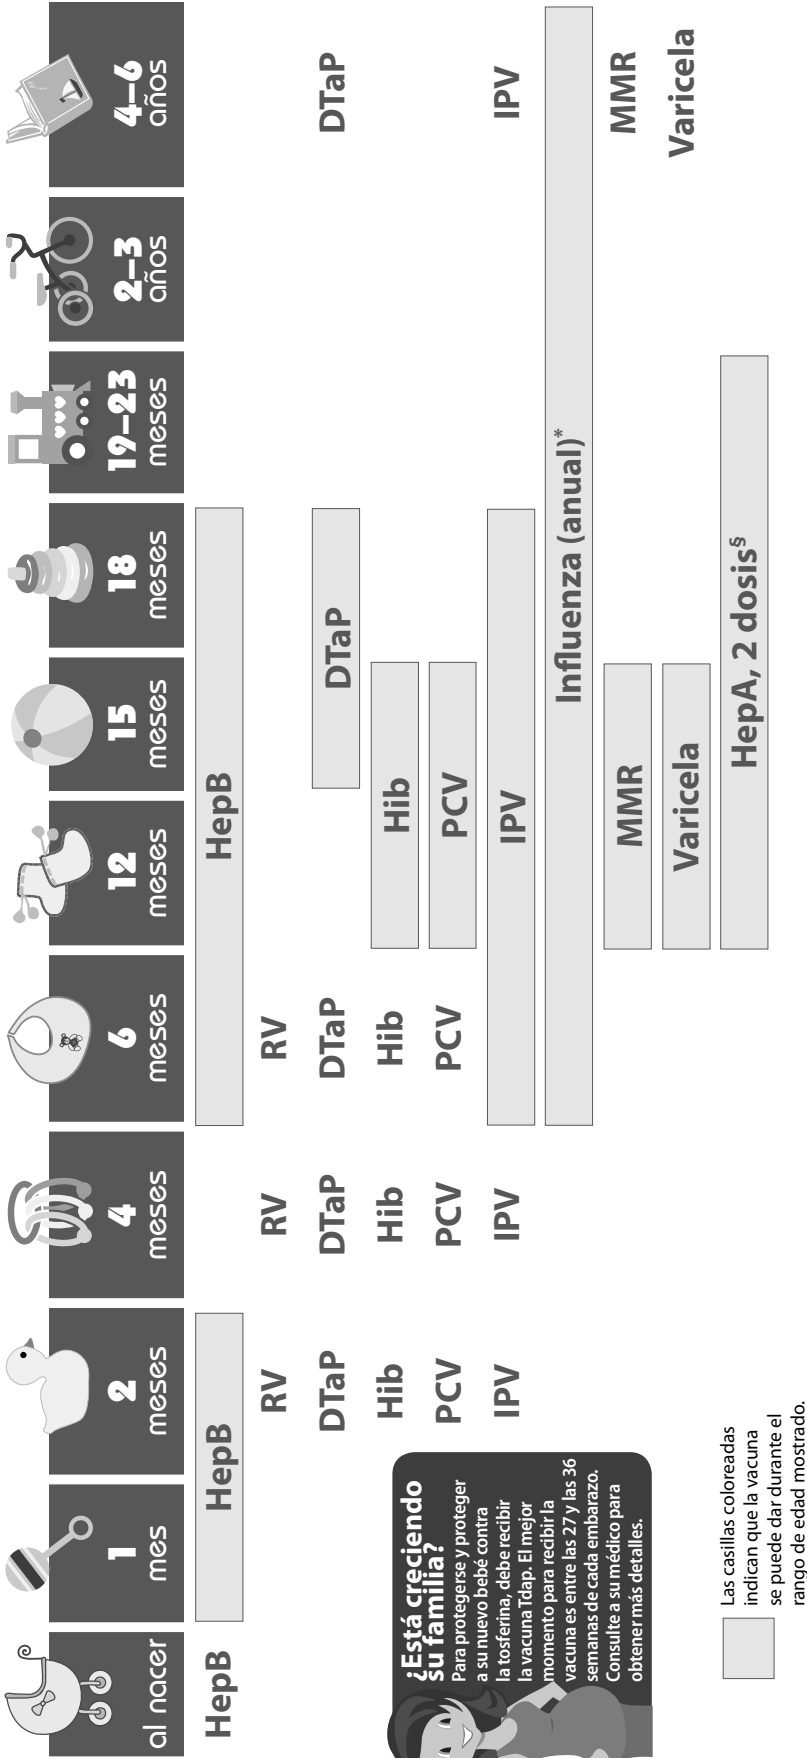 al nacer
1
mes
2
meses
4
meses
6
meses
12
meses
15
meses
18
meses
19–23
meses
2–3
años
4–6
años
HepB
HepB
HepB
RV
RV
RV
DTaP
DTaP
DTaP
DTaP
DTaP
Hib
Hib
Hib
Hib
PCV
PCV
PCV
PCV
IPV
IPV
IPV
IPV
Influenza (anual)*
MMR
MMR
Varicela
Varicela
HepA, 2 dosis§
¿Está creciendo
su familia?
Para protegerse y proteger
a su nuevo bebé contra
la tosferina, debe recibir
la vacuna Tdap. El mejor
momento para recibir la
vacuna es entre las 27 y las 36
semanas de cada embarazo.
Consulte a su médico para
obtener más detalles.
Las casillas coloreadas
indican que la vacuna
se puede dar durante el
rango de edad mostrado.